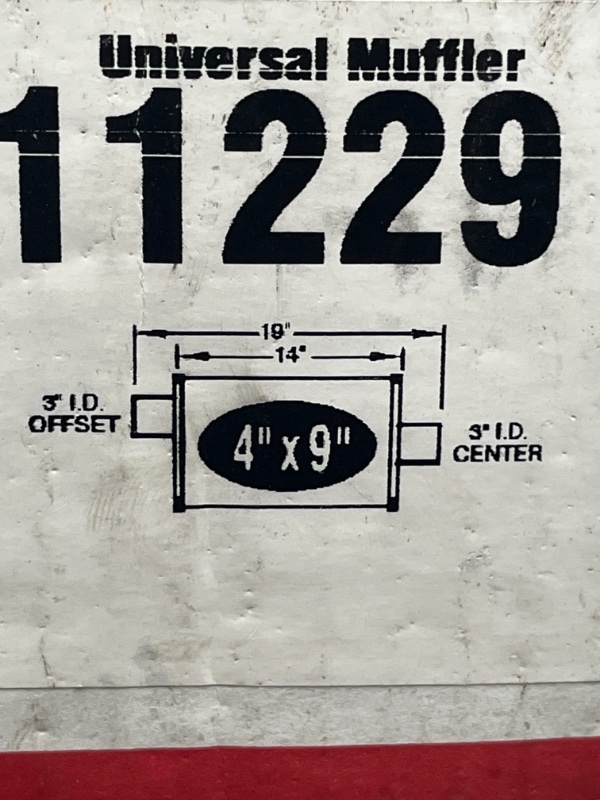 Universal Muffler
11229
19"
14"
3" I.D.
OFFSET
4" x 9"
3" I.D.
CENTER